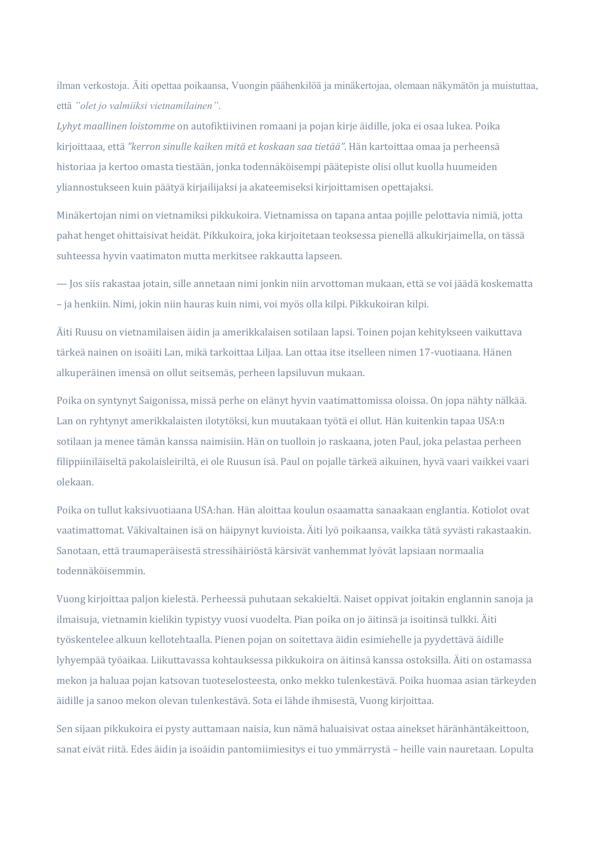 ilman verkostoja. Äiti opettaa poikaansa, Vuongin päähenkilöä ja minäkertojaa, olemaan näkymätön ja muistuttaa,
että ¨olet jo valmiiksi vietnamilainen¨.
Lyhyt maallinen loistomme on autofiktiivinen romaani ja pojan kirje äidille, joka ei osaa lukea. Poika
kirjoittaaa, että ”kerron sinulle kaiken mitä et koskaan saa tietää”. Hän kartoittaa omaa ja perheensä
historiaa ja kertoo omasta tiestään, jonka todennäköisempi päätepiste olisi ollut kuolla huumeiden
yliannostukseen kuin päätyä kirjailijaksi ja akateemiseksi kirjoittamisen opettajaksi.
Minäkertojan nimi on vietnamiksi pikkukoira. Vietnamissa on tapana antaa pojille pelottavia nimiä, jotta
pahat henget ohittaisivat heidät. Pikkukoira, joka kirjoitetaan teoksessa pienellä alkukirjaimella, on tässä
suhteessa hyvin vaatimaton mutta merkitsee rakkautta lapseen.
— Jos siis rakastaa jotain, sille annetaan nimi jonkin niin arvottoman mukaan, että se voi jäädä koskematta
– ja henkiin. Nimi, jokin niin hauras kuin nimi, voi myös olla kilpi. Pikkukoiran kilpi.
Äiti Ruusu on vietnamilaisen äidin ja amerikkalaisen sotilaan lapsi. Toinen pojan kehitykseen vaikuttava
tärkeä nainen on isoäiti Lan, mikä tarkoittaa Liljaa. Lan ottaa itse itselleen nimen 17-vuotiaana. Hänen
alkuperäinen imensä on ollut seitsemäs, perheen lapsiluvun mukaan.
Poika on syntynyt Saigonissa, missä perhe on elänyt hyvin vaatimattomissa oloissa. On jopa nähty nälkää.
Lan on ryhtynyt amerikkalaisten ilotytöksi, kun muutakaan työtä ei ollut. Hän kuitenkin tapaa USA:n
sotilaan ja menee tämän kanssa naimisiin. Hän on tuolloin jo raskaana, joten Paul, joka pelastaa perheen
filippiiniläiseltä pakolaisleiriltä, ei ole Ruusun isä. Paul on pojalle tärkeä aikuinen, hyvä vaari vaikkei vaari
olekaan.
Poika on tullut kaksivuotiaana USA:han. Hän aloittaa koulun osaamatta sanaakaan englantia. Kotiolot ovat
vaatimattomat. Väkivaltainen isä on häipynyt kuvioista. Äiti lyö poikaansa, vaikka tätä syvästi rakastaakin.
Sanotaan, että traumaperäisestä stressihäiriöstä kärsivät vanhemmat lyövät lapsiaan normaalia
todennäköisemmin.
Vuong kirjoittaa paljon kielestä. Perheessä puhutaan sekakieltä. Naiset oppivat joitakin englannin sanoja ja
ilmaisuja, vietnamin kielikin typistyy vuosi vuodelta. Pian poika on jo äitinsä ja isoitinsä tulkki. Äiti
työskentelee alkuun kellotehtaalla. Pienen pojan on soitettava äidin esimiehelle ja pyydettävä äidille
lyhyempää työaikaa. Liikuttavassa kohtauksessa pikkukoira on äitinsä kanssa ostoksilla. Äiti on ostamassa
mekon ja haluaa pojan katsovan tuoteselosteesta, onko mekko tulenkestävä. Poika huomaa asian tärkeyden
äidille ja sanoo mekon olevan tulenkestävä. Sota ei lähde ihmisestä, Vuong kirjoittaa.
Sen sijaan pikkukoira ei pysty auttamaan naisia, kun nämä haluaisivat ostaa ainekset häränhäntäkeittoon,
sanat eivät riitä. Edes äidin ja isoäidin pantomiimiesitys ei tuo ymmärrystä – heille vain nauretaan. Lopulta